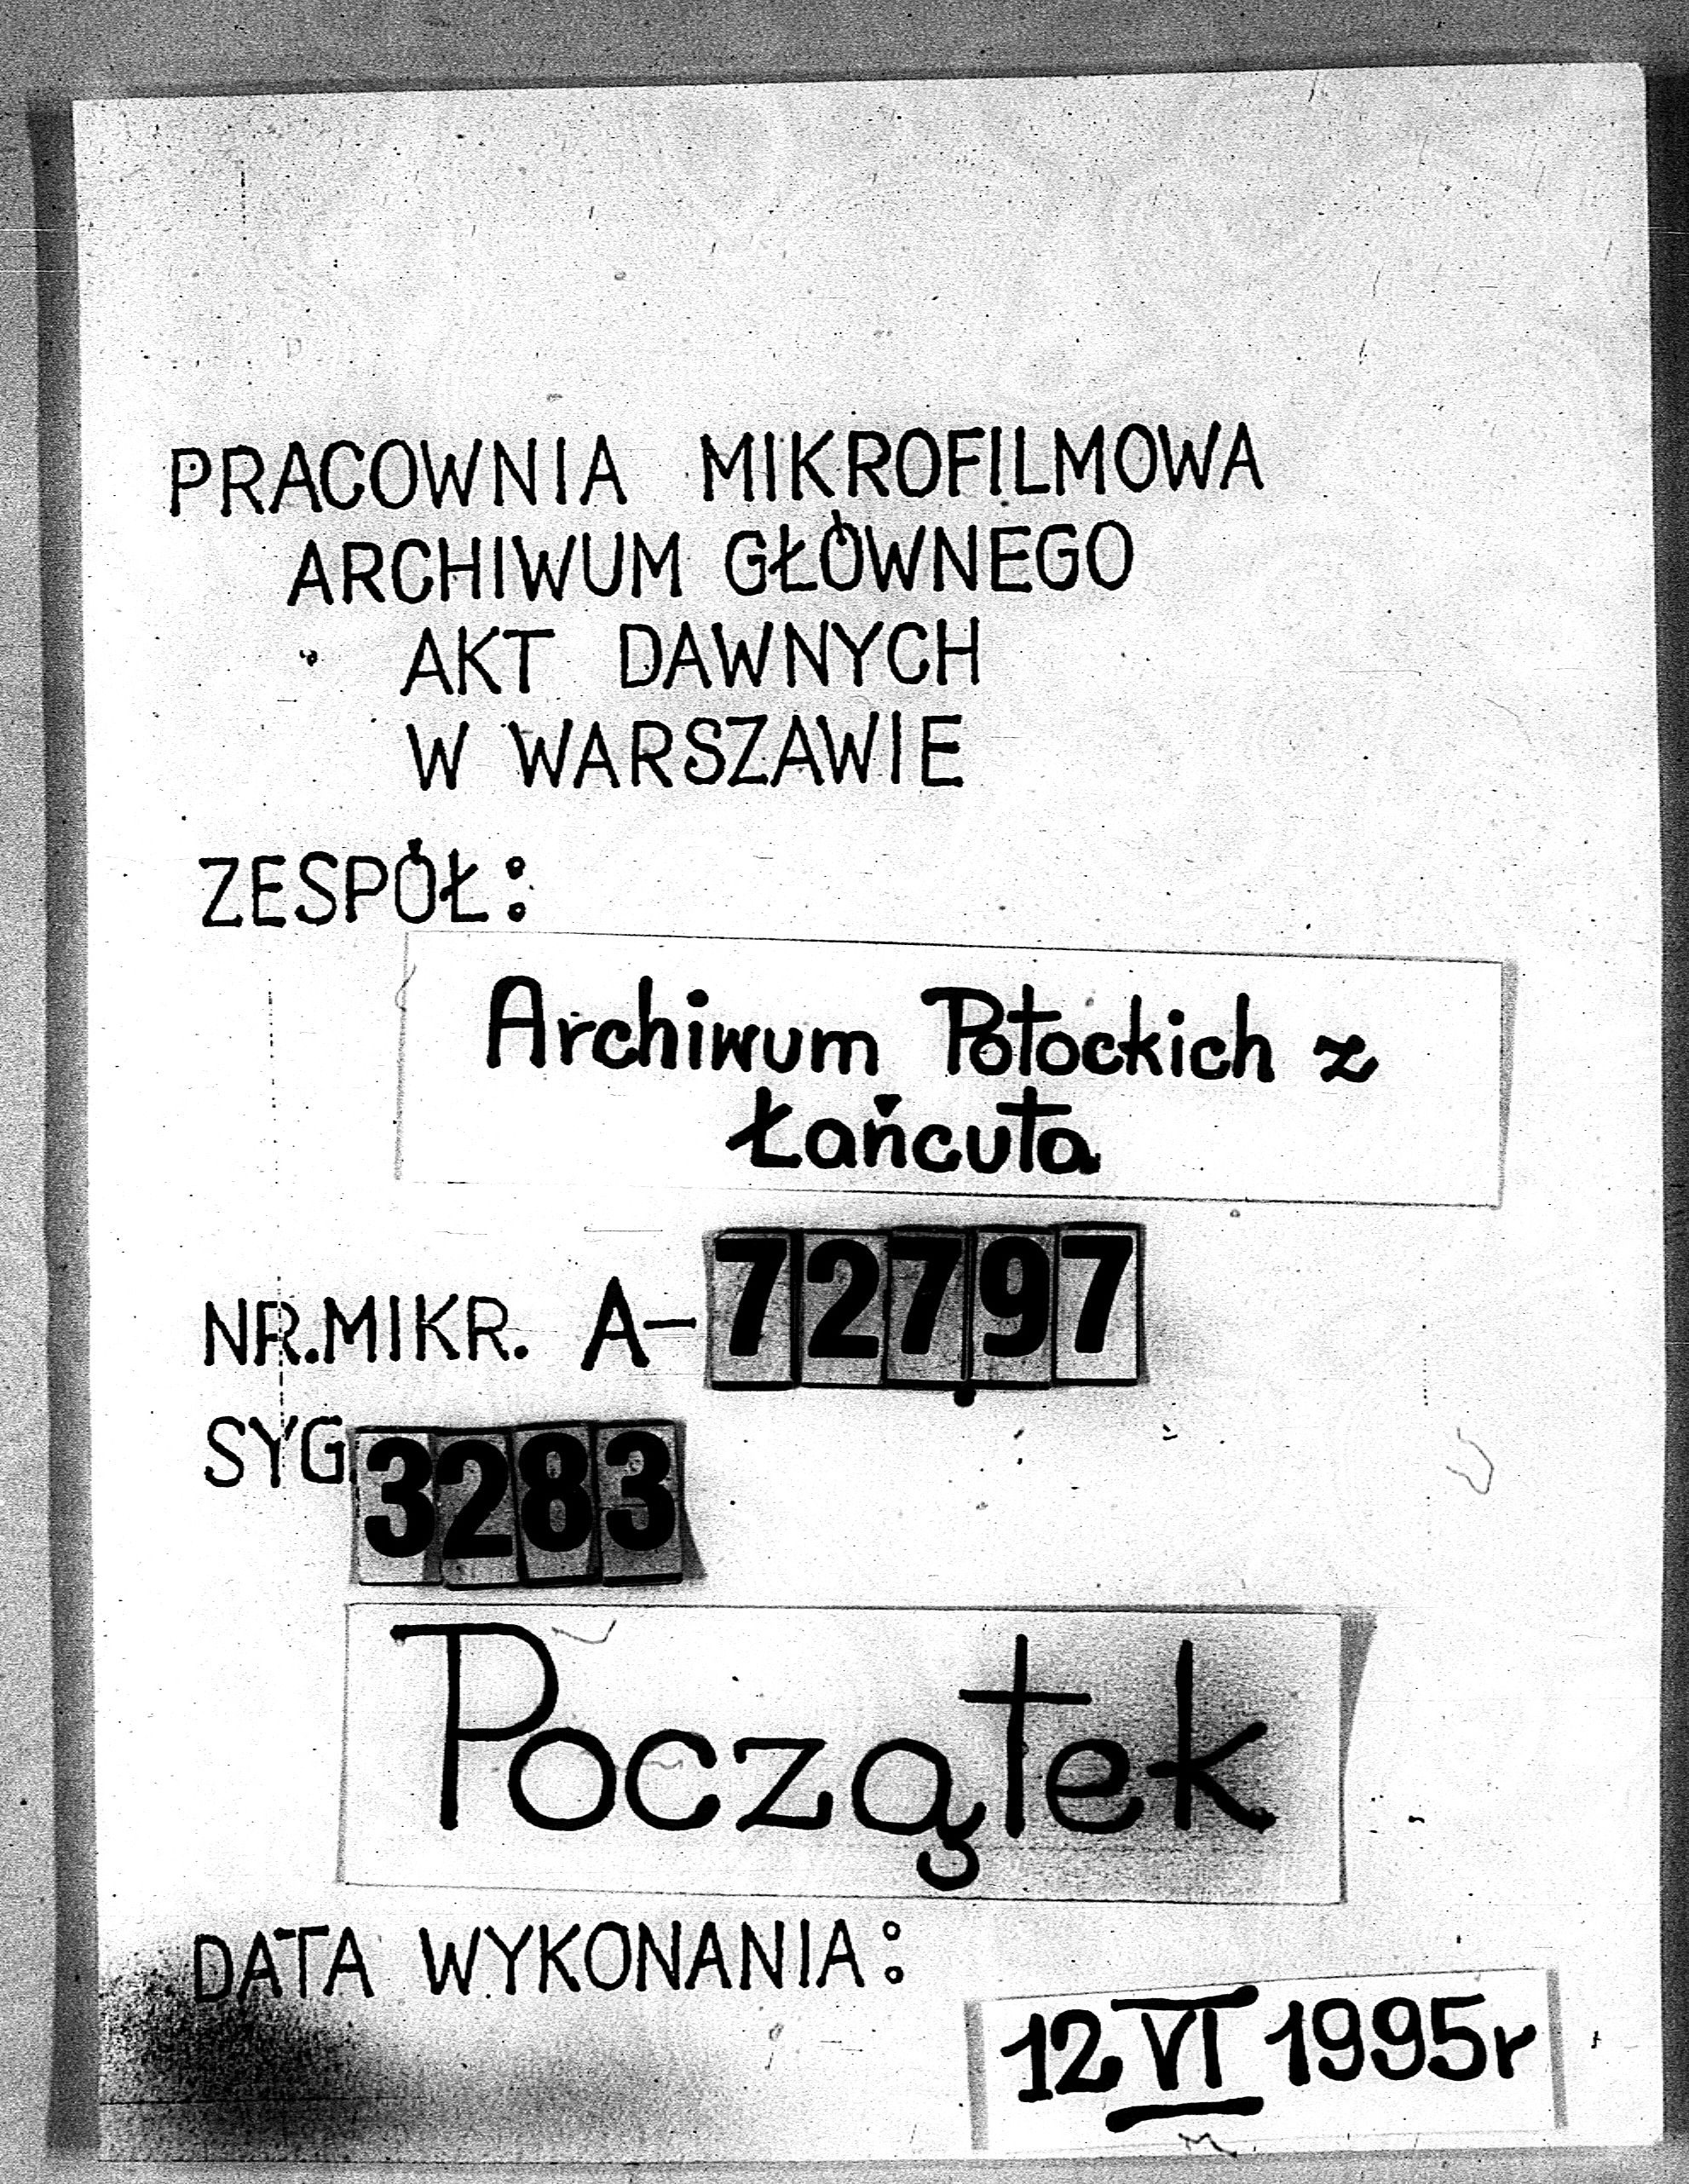 PRACOWNIA MIKROFILMOWA
ARCHIWUM GŁÓWNEGO
AKT DAWNYCH
W WARSZAWIE
ZESPÓŁ:
Archiwum Potockich z
Łańcuta
NR.MIKR. A-72797
SYG.3283
Początek
DATA WYKONANIA:
12 VI 1995r